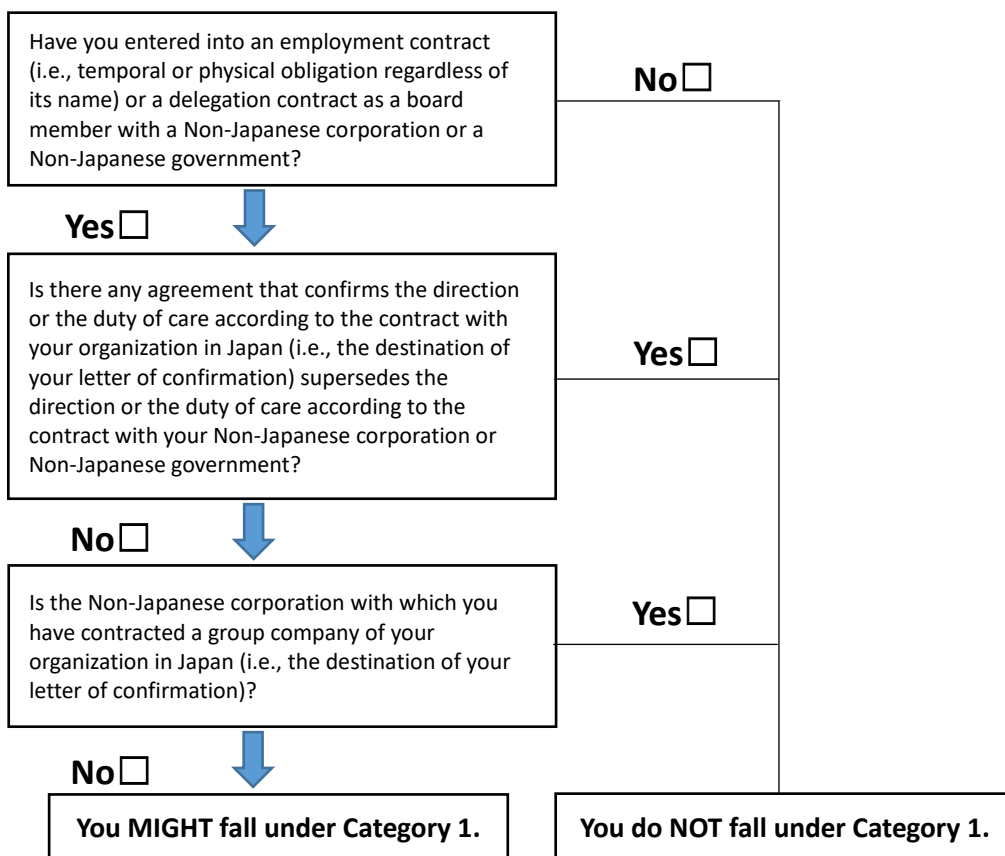 Have you entered into an employment contract
(i.e., temporal or physical obligation regardless of
its name) or a delegation contract as a board
member with a Non-Japanese corporation or a
Non-Japanese government?
No□
Yes□
Is there any agreement that confirms the direction
or the duty of care according to the contract with
your organization in Japan (i.e., the destination of
your letter of confirmation) supersedes the
direction or the duty of care according to the
contract with your Non-Japanese corporation or
Non-Japanese government?
Yes□
No□
Is the Non-Japanese corporation with which you
have contracted a group company of your
organization in Japan (i.e., the destination of your
letter of confirmation)?
Yes□
No□
You MIGHT fall under Category 1.
You do NOT fall under Category 1.